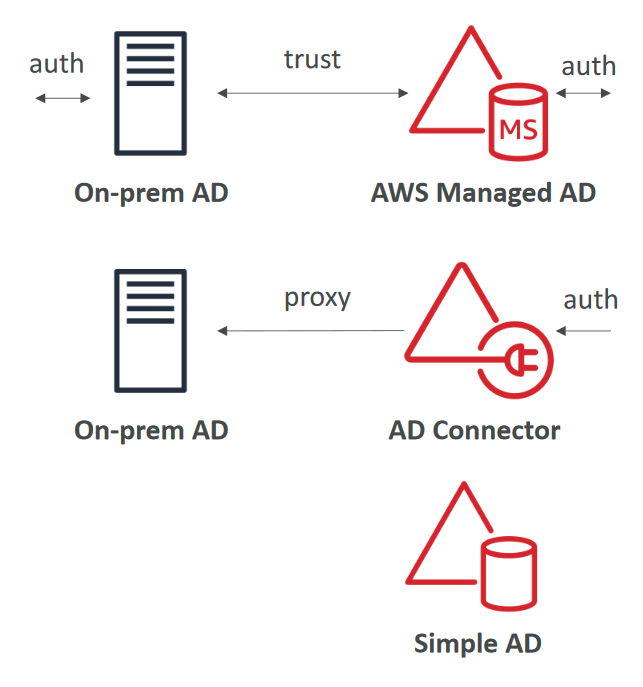 auth
trust
auth
MS
On-prem AD
AWS Managed AD
proxy
auth
On-prem AD
AD Connector
Simple AD